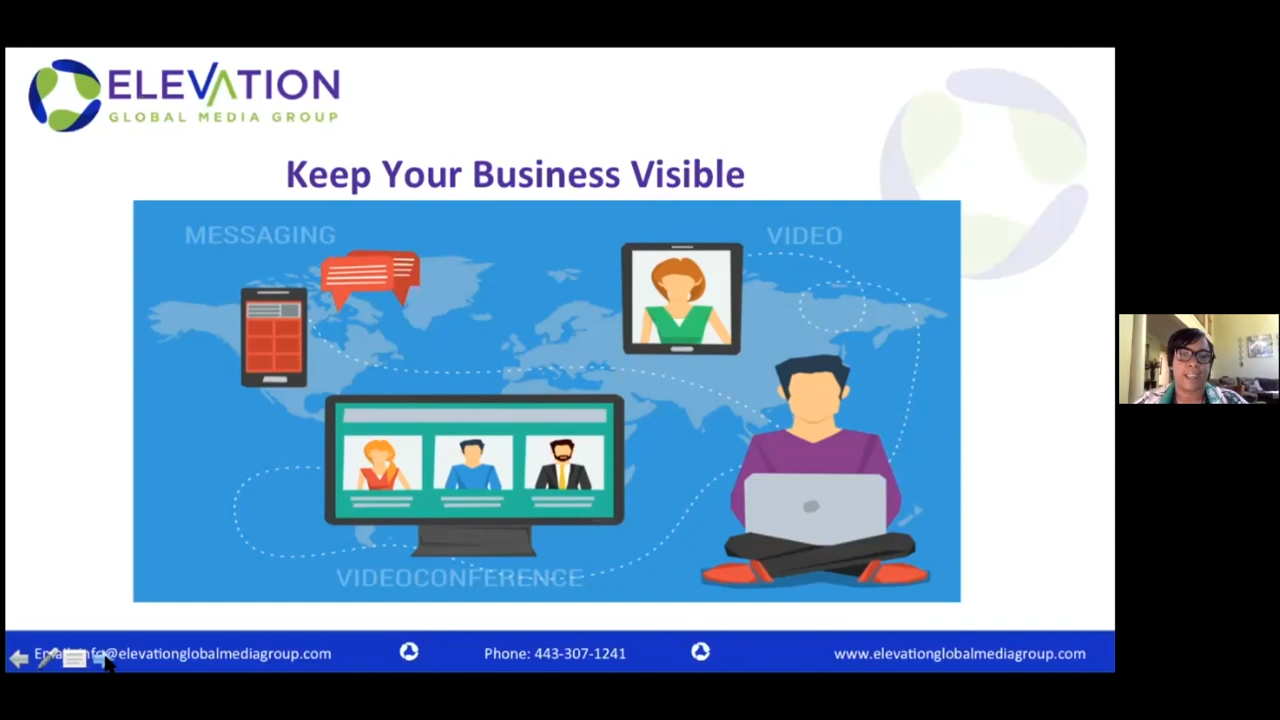 ELEVATION
GLOBAL MEDIA GROUP
Keep Your Business Visible
MESSAGING
VIDEO
VIDEOCONFERENCE
@elevationglobalmediagroup.com
Phone: 443-307-1241
www.elevationglobalmediagroup.com